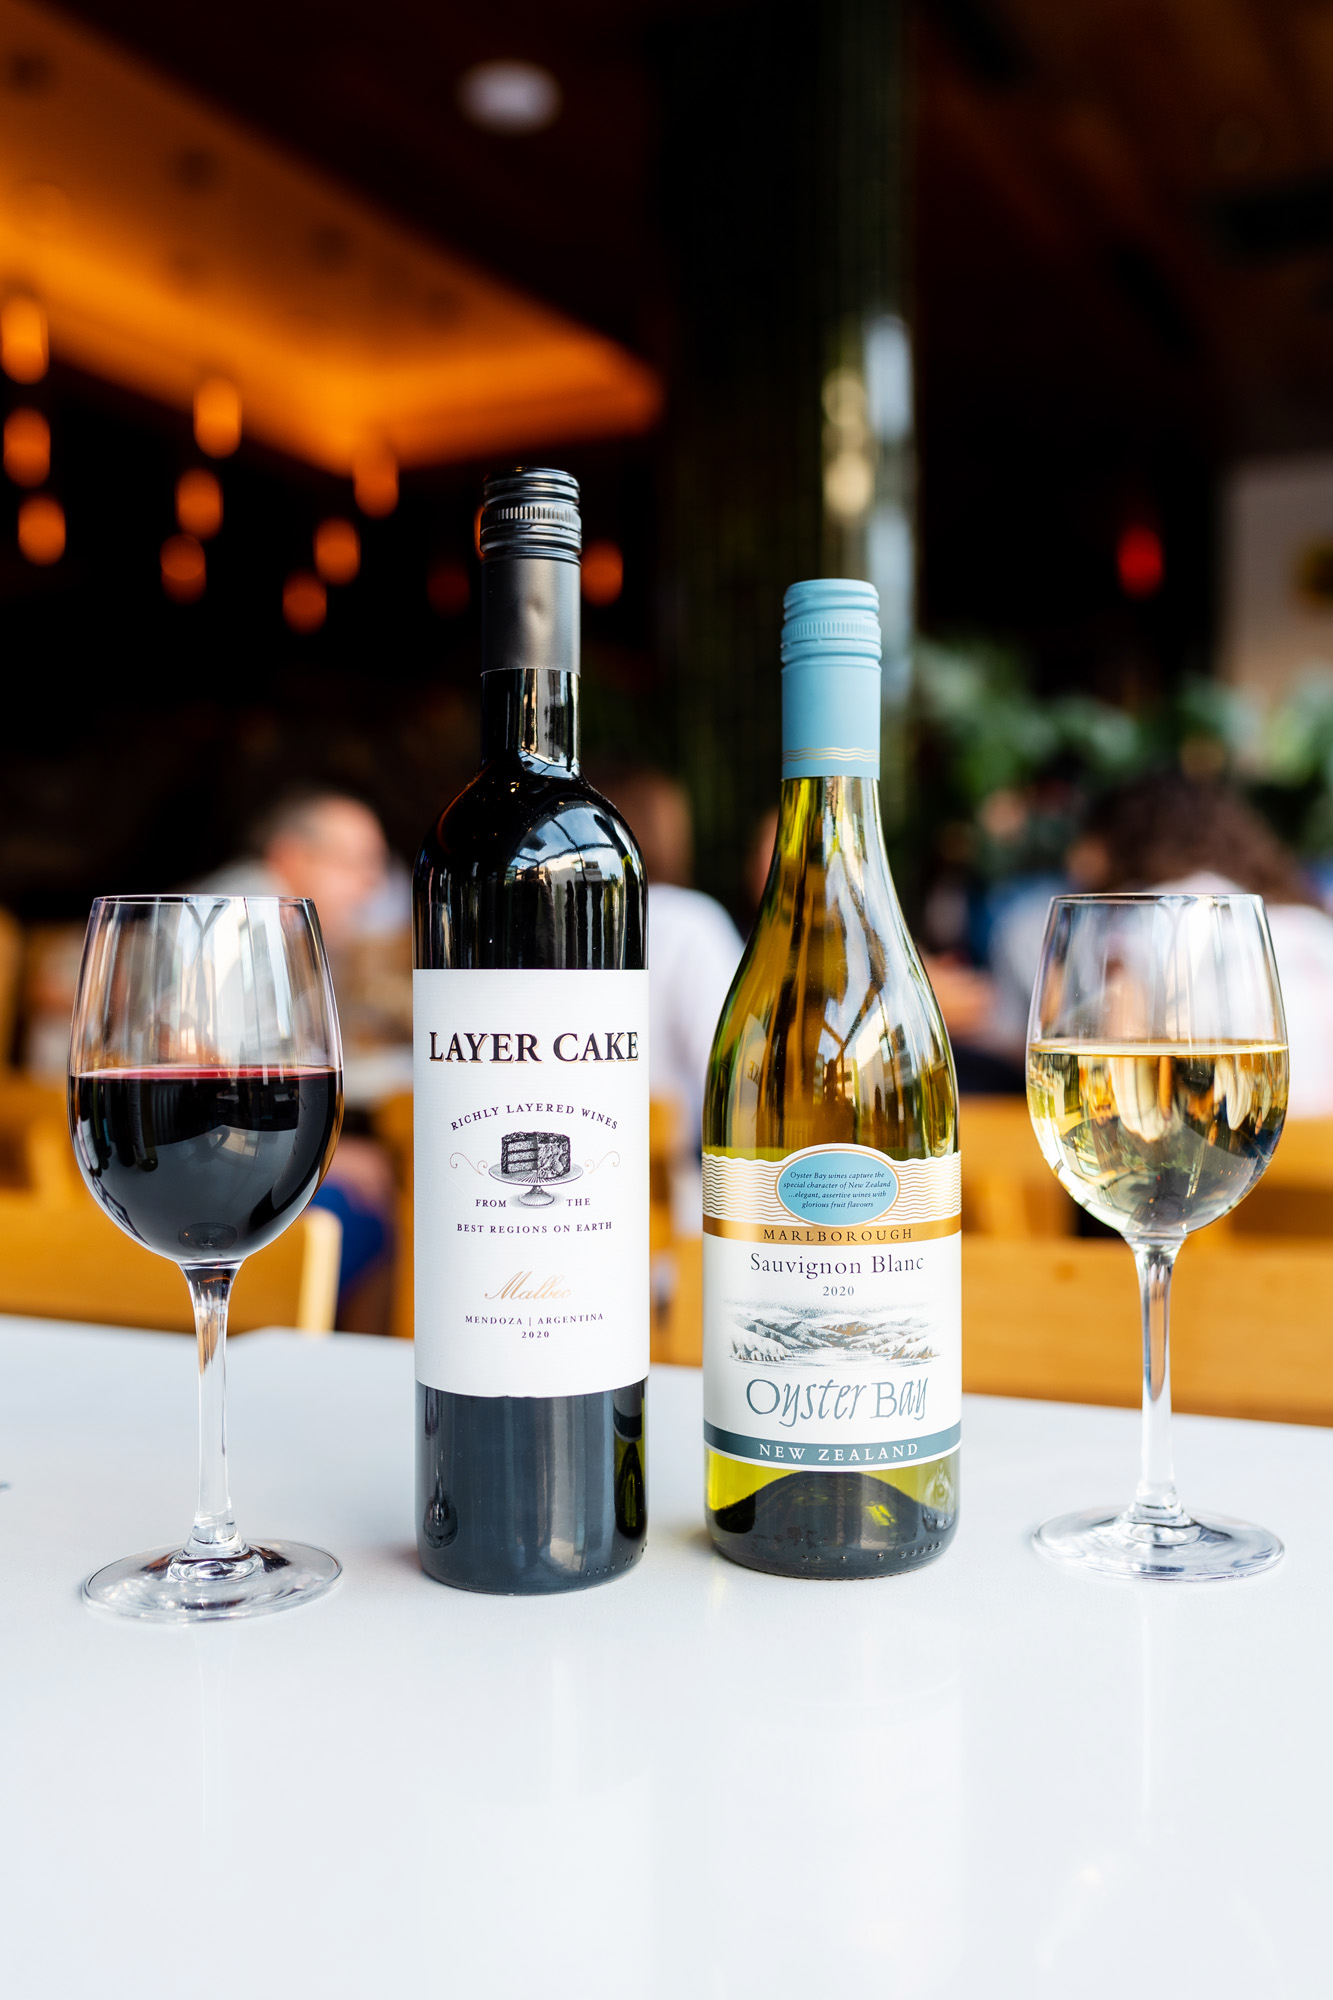 LAYER CAKE
RICHLY LAYERED WINES
FROM THE
BEST REGIONS ON EARTH
Malbec
MENDOZA | ARGENTINA
2020
Oyster Bay wines capture the
special character of New Zealand
...elegant, assertive wines with
glorious fruit flavours
MARLBOROUGH
Sauvignon Blanc
2020
Oyster Bay
NEW ZEALAND